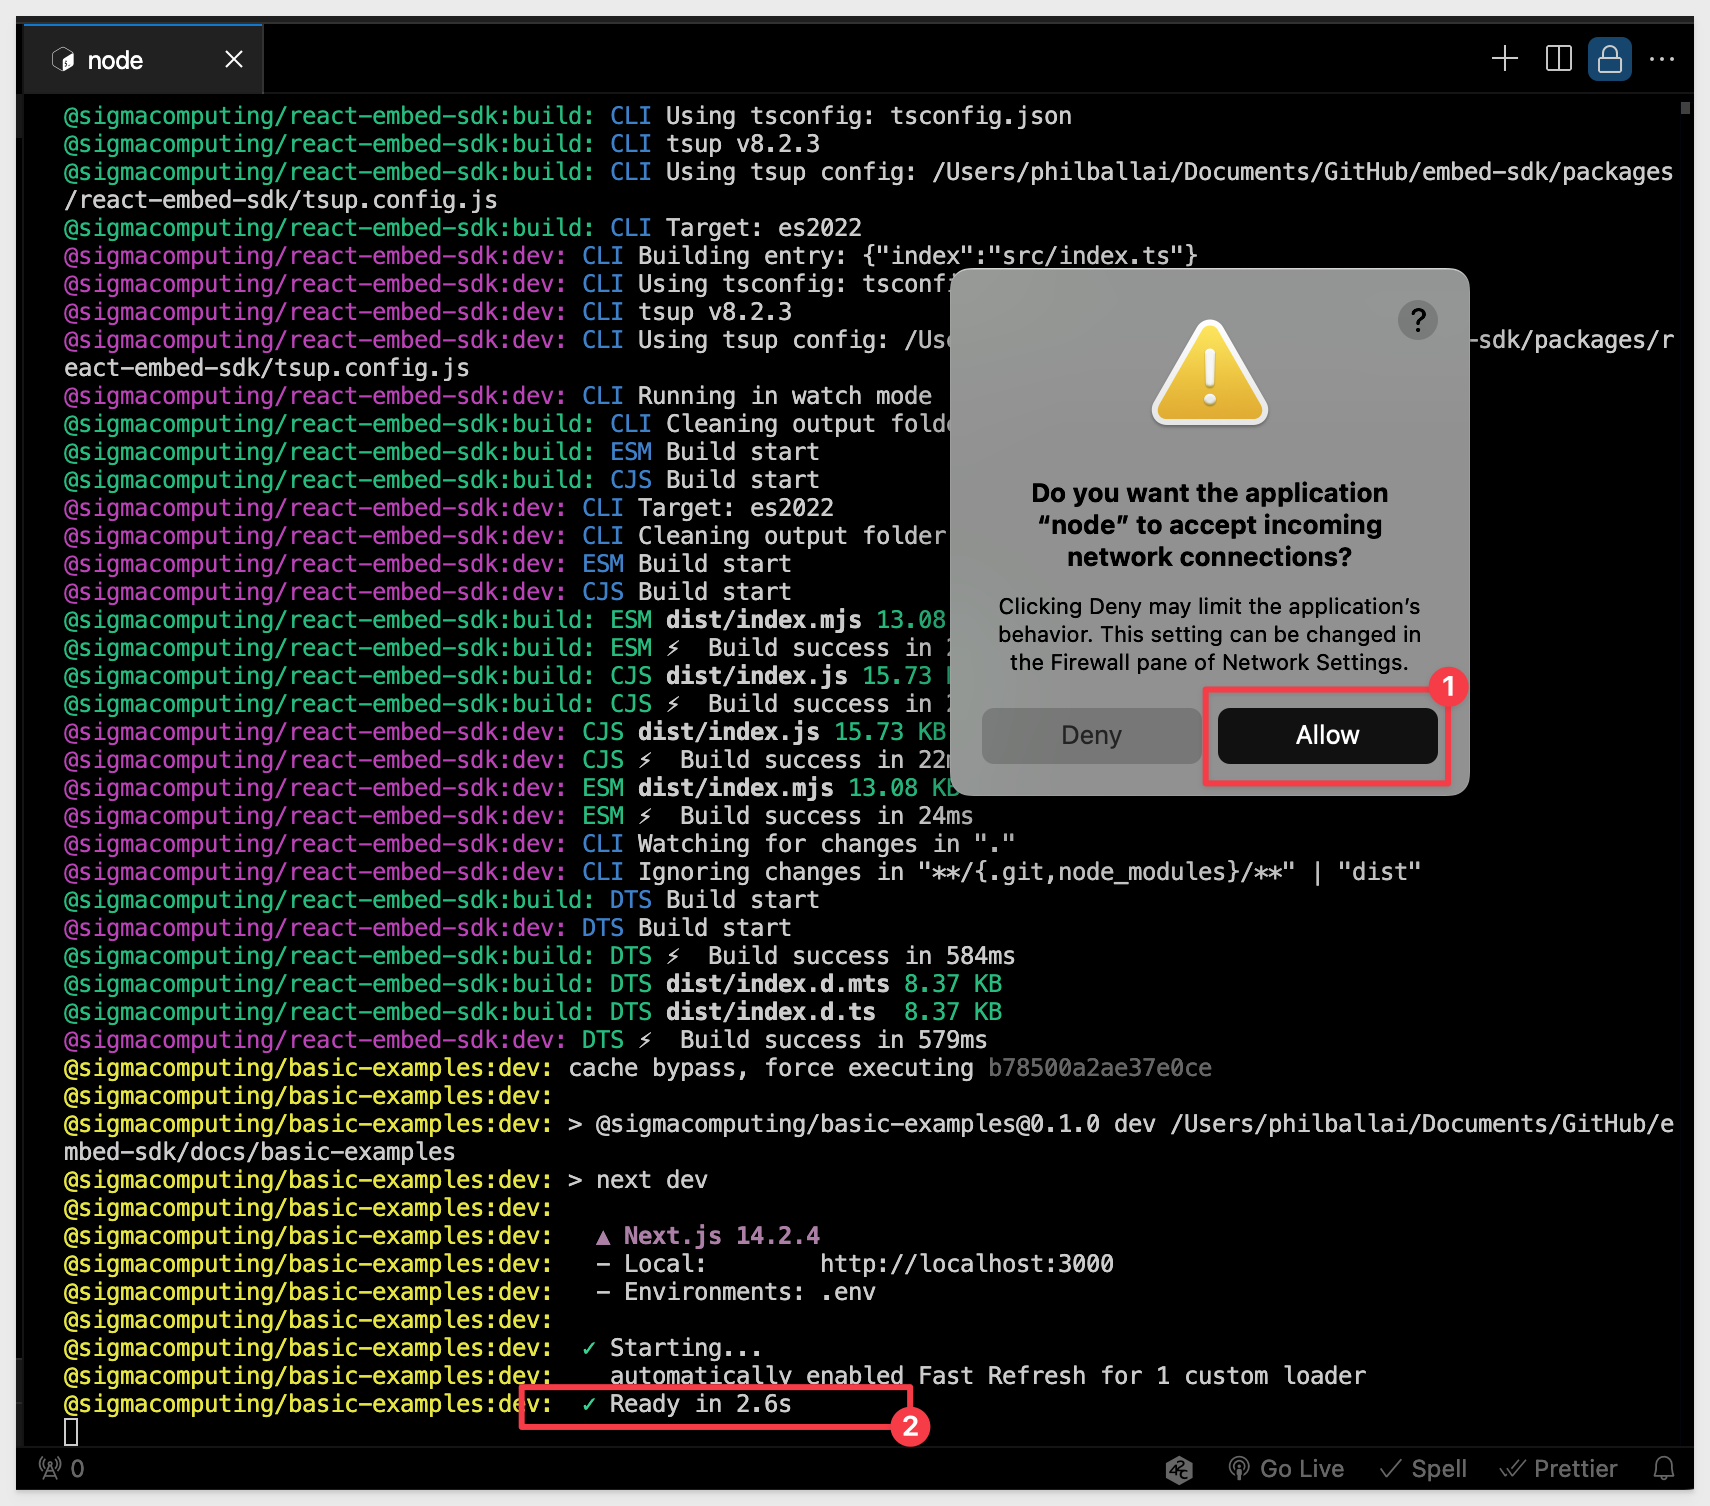 node
@sigmacomputing/react-embed-sdk:build: CLI Using tsconfig: tsconfig.json
@sigmacomputing/react-embed-sdk:build: CLI tsup v8.2.3
@sigmacomputing/react-embed-sdk:build: CLI Using tsup config: /Users/philballai/Documents/GitHub/embed-sdk/packages
/react-embed-sdk/tsup.config.js
@sigmacomputing/react-embed-sdk:build: CLI Target: es2022
@sigmacomputing/react-embed-sdk:dev: CLI Building entry: {"index":"src/index.ts"}
@sigmacomputing/react-embed-sdk:dev: CLI Using tsconfig: tsconfi
@sigmacomputing/react-embed-sdk:dev: CLI tsup v8.2.3
@sigmacomputing/react-embed-sdk:dev: CLI Using tsup config: /Us -sdk/packages/r
eact-embed-sdk/tsup.config.js
@sigmacomputing/react-embed-sdk:dev: CLI Running in watch mode
@sigmacomputing/react-embed-sdk:build: CLI Cleaning output fold
@sigmacomputing/react-embed-sdk:build: ESM Build start
@sigmacomputing/react-embed-sdk:build: CJS Build start
@sigmacomputing/react-embed-sdk:dev: CLI Target: es2022
@sigmacomputing/react-embed-sdk:dev: CLI Cleaning output folder
@sigmacomputing/react-embed-sdk:dev: ESM Build start
@sigmacomputing/react-embed-sdk:dev: CJS Build start
@sigmacomputing/react-embed-sdk:build: ESM dist/index.mjs 13.08
@sigmacomputing/react-embed-sdk:build: ESM ⚡ Build success in
@sigmacomputing/react-embed-sdk:build: CJS dist/index.js 15.73
@sigmacomputing/react-embed-sdk:build: CJS ⚡ Build success in
@sigmacomputing/react-embed-sdk:dev: CJS dist/index.js 15.73 KB
@sigmacomputing/react-embed-sdk:dev: CJS ⚡ Build success in 22m
@sigmacomputing/react-embed-sdk:dev: ESM dist/index.mjs 13.08 KB
@sigmacomputing/react-embed-sdk:dev: ESM ⚡ Build success in 24ms
@sigmacomputing/react-embed-sdk:dev: CLI Watching for changes in "."
@sigmacomputing/react-embed-sdk:dev: CLI Ignoring changes in "**/{.git,node_modules}/**" | "dist"
@sigmacomputing/react-embed-sdk:build: DTS Build start
@sigmacomputing/react-embed-sdk:dev: DTS Build start
@sigmacomputing/react-embed-sdk:build: DTS ⚡ Build success in 584ms
@sigmacomputing/react-embed-sdk:build: DTS dist/index.d.mts 8.37 KB
@sigmacomputing/react-embed-sdk:build: DTS dist/index.d.ts 8.37 KB
@sigmacomputing/react-embed-sdk:dev: DTS ⚡ Build success in 579ms
@sigmacomputing/basic-examples:dev: cache bypass, force executing b78500a2ae37e0ce
@sigmacomputing/basic-examples:dev:
@sigmacomputing/basic-examples:dev: > @sigmacomputing/basic-examples@0.1.0 dev /Users/philballai/Documents/GitHub/e
mbed-sdk/docs/basic-examples
@sigmacomputing/basic-examples:dev: > next dev
@sigmacomputing/basic-examples:dev:
@sigmacomputing/basic-examples:dev: ▲ Next.js 14.2.4
@sigmacomputing/basic-examples:dev: - Local: http://localhost:3000
@sigmacomputing/basic-examples:dev: - Environments: .env
@sigmacomputing/basic-examples:dev:
@sigmacomputing/basic-examples:dev: ✓ Starting...
@sigmacomputing/basic-examples:dev: automatically enabled Fast Refresh for 1 custom loader
@sigmacomputing/basic-examples:dev: ✓ Ready in 2.6s
2
?
Do you want the application
“node” to accept incoming
network connections?
Clicking Deny may limit the application’s
behavior. This setting can be changed in
the Firewall pane of Network Settings.
1
Deny
Allow
0
Go Live
Spell
Prettier